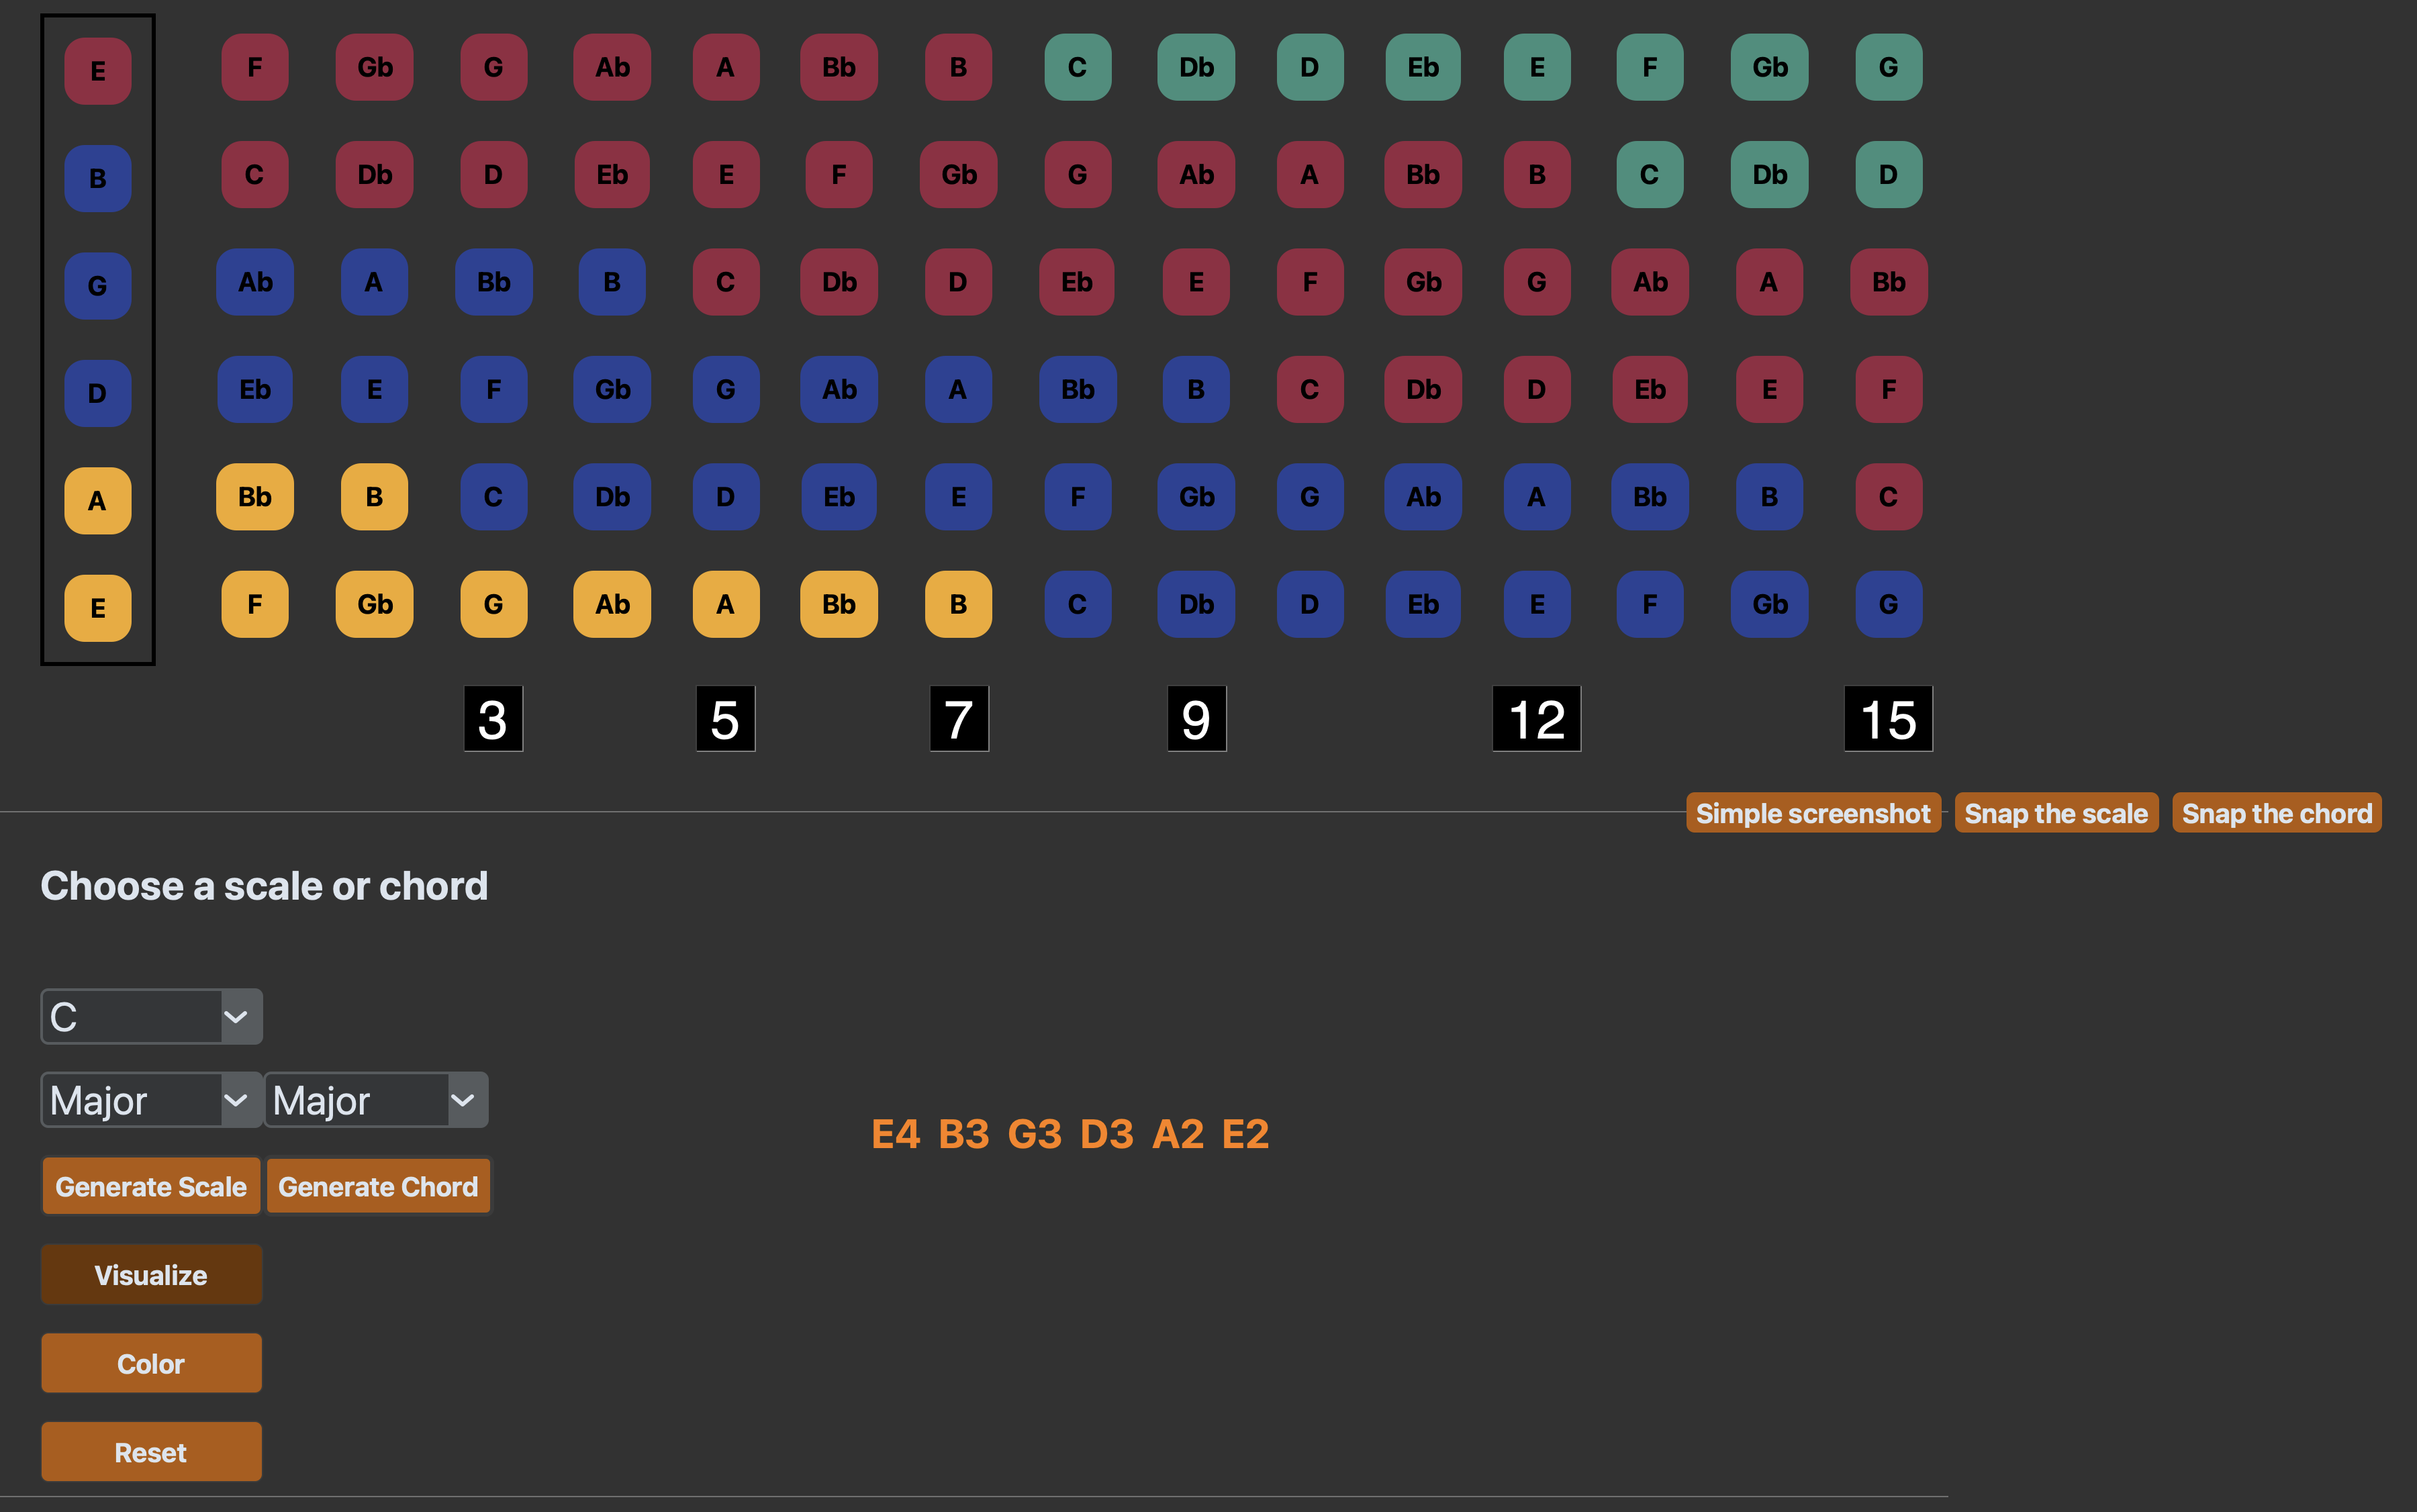 E F Gb G Ab A Bb B C Db D Eb E F Gb G
B C Db D Eb E F Gb G Ab A Bb B C Db D
G Ab A Bb B C Db D Eb E F Gb G Ab A Bb
D Eb E F Gb G Ab A Bb B C Db D Eb E F
A Bb B C Db D Eb E F Gb G Ab A Bb B C
E F Gb G Ab A Bb B C Db D Eb E F Gb G
3 5 7 9 12 15
Simple screenshot Snap the scale Snap the chord
Choose a scale or chord
C
Major Major
E4 B3 G3 D3 A2 E2
Generate Scale Generate Chord
Visualize
Color
Reset